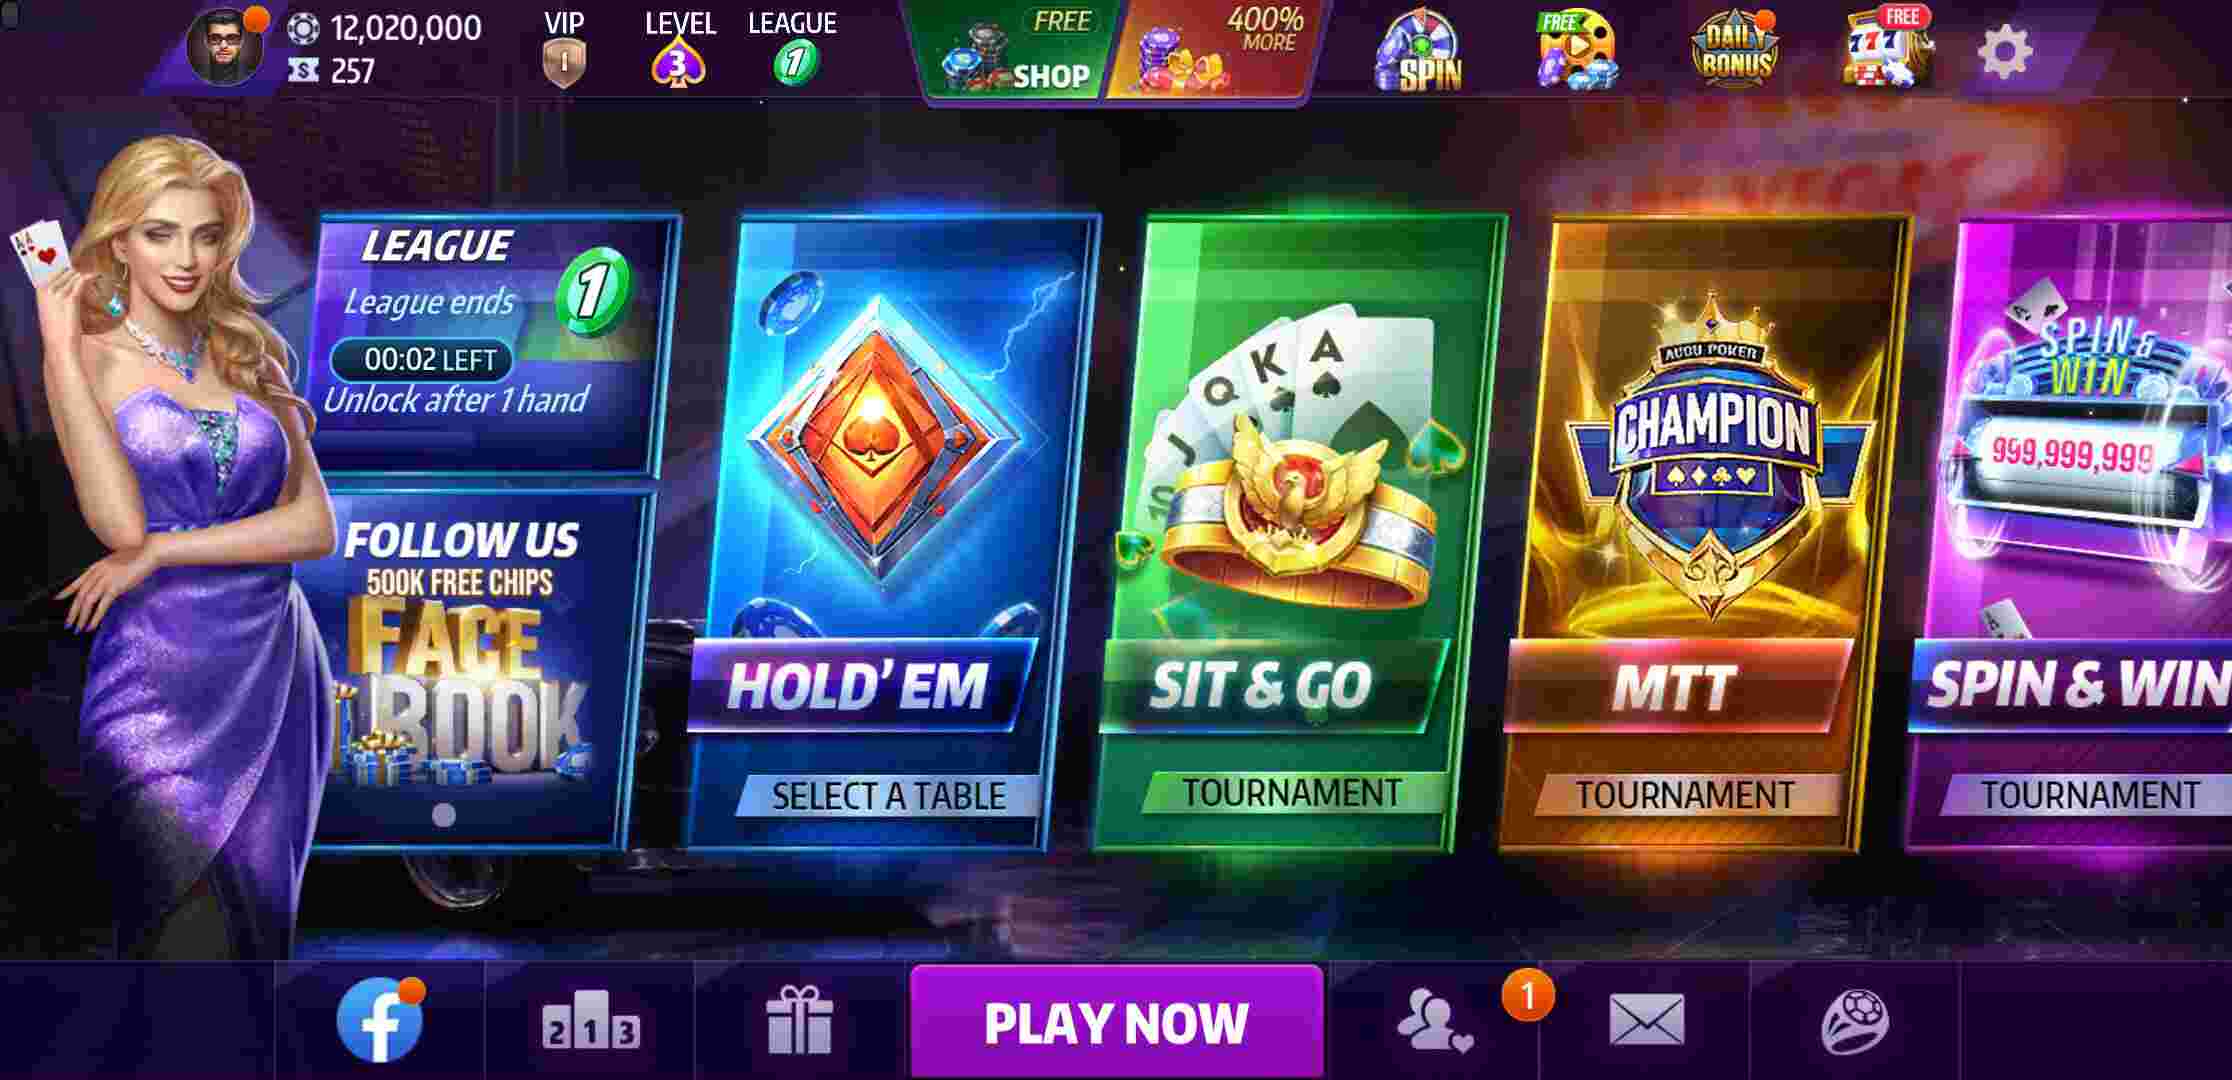 12,020,000
257
VIP
1
LEVEL
3
LEAGUE
1
FREE
SHOP
400%
MORE
SPIN
FREE
DAILY
BONUS
FREE
777
LEAGUE
League ends
1
00:02 LEFT
Unlock after 1 hand
FOLLOW US
500K FREE CHIPS
FACE
BOOK
HOLD' EM
SELECT A TABLE
A
K
Q
J
10
SIT & GO
TOURNAMENT
CHAMPION
MTT
TOURNAMENT
SPIN &
WIN
999,999,999
SPIN & WIN
TOURNAMENT
A A
2 1 3
PLAY NOW
1